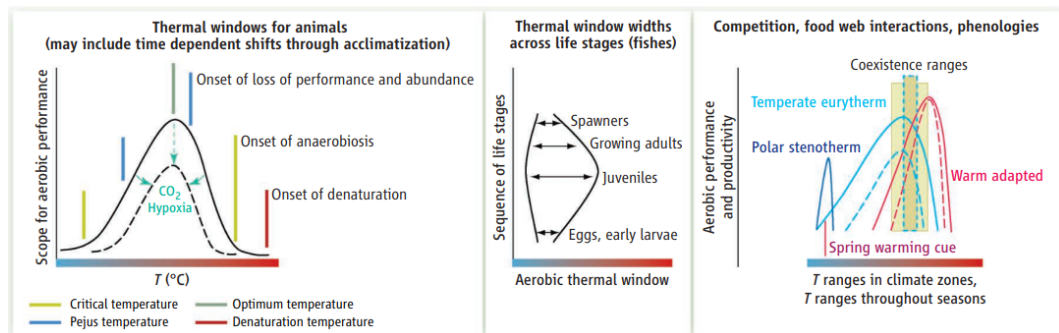 Thermal windows for animals
(may include time dependent shifts through acclimatization)
Scope for aerobic performance
Onset of loss of performance and abundance
Onset of anaerobiosis
CO2
Hypoxia
Onset of denaturation
T (°C)
Critical temperature
Optimum temperature
Pejus temperature
Denaturation temperature
Thermal window widths
across life stages (fishes)
Sequence of life stages
Spawners
Growing adults
Juveniles
Eggs, early larvae
Aerobic thermal window
Competition, food web interactions, phenologies
Aerobic performance
and productivity
Coexistence ranges
Temperate eurytherm
Polar stenotherm
Warm adapted
Spring warming cue
T ranges in climate zones,
T ranges throughout seasons